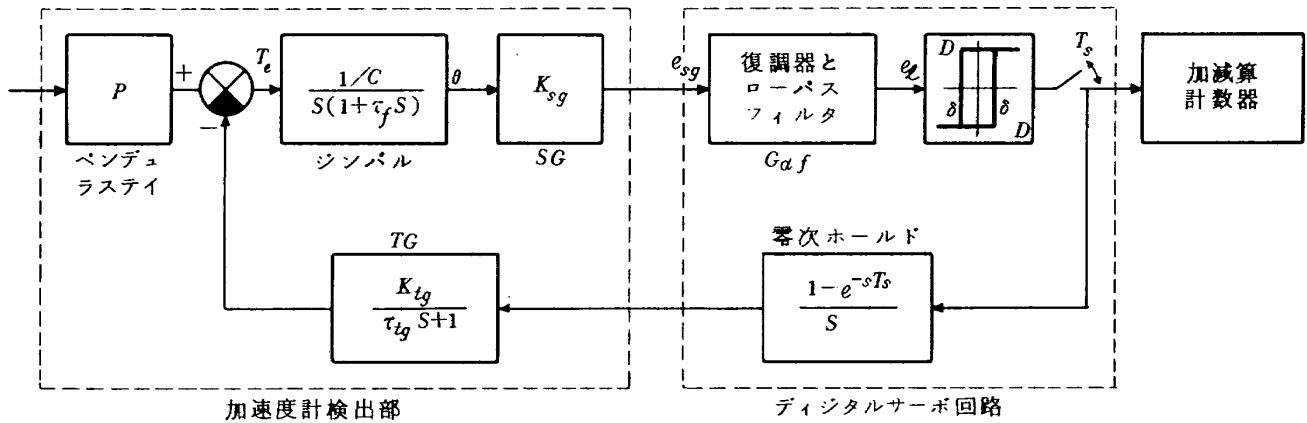 P
ペンデュ
ラステイ
+
−
T_e
1/C
S(1+τ_f S)
ジンバル
θ
K_sg
SG
e_sg
復調器と
ローパス
フィルタ
G_df
e_ℓ
D
δ
δ
D
T_s
加減算
計数器
TG
K_tg
τ_tg S+1
零次ホールド
1−e^−sTs
S
加速度計検出部
ディジタルサーボ回路